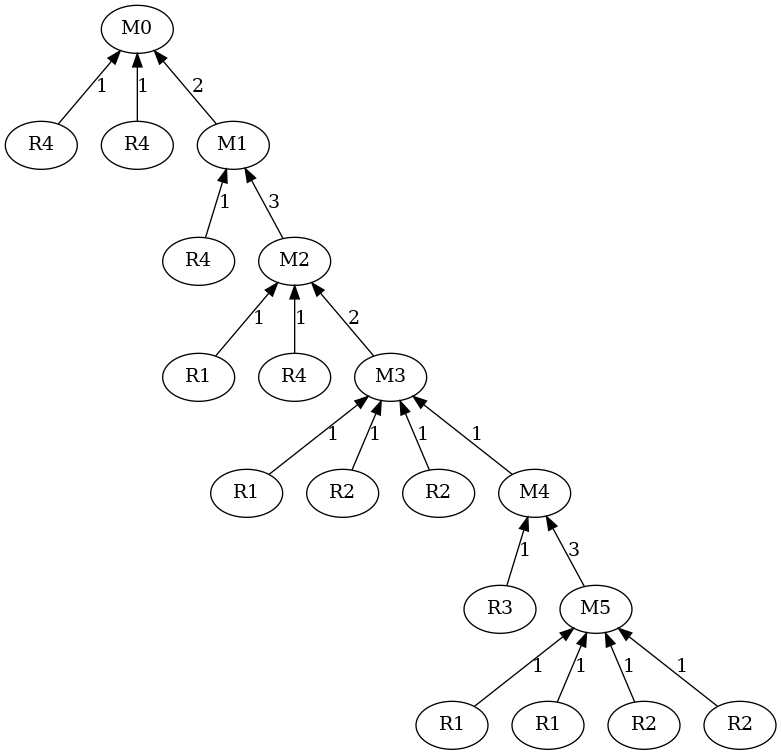 M0
1 1 2
R4 R4 M1
1 3
R4 M2
1 1 2
R1 R4 M3
1 1 1 1
R1 R2 R2 M4
1 3
R3 M5
1 1 1 1
R1 R1 R2 R2